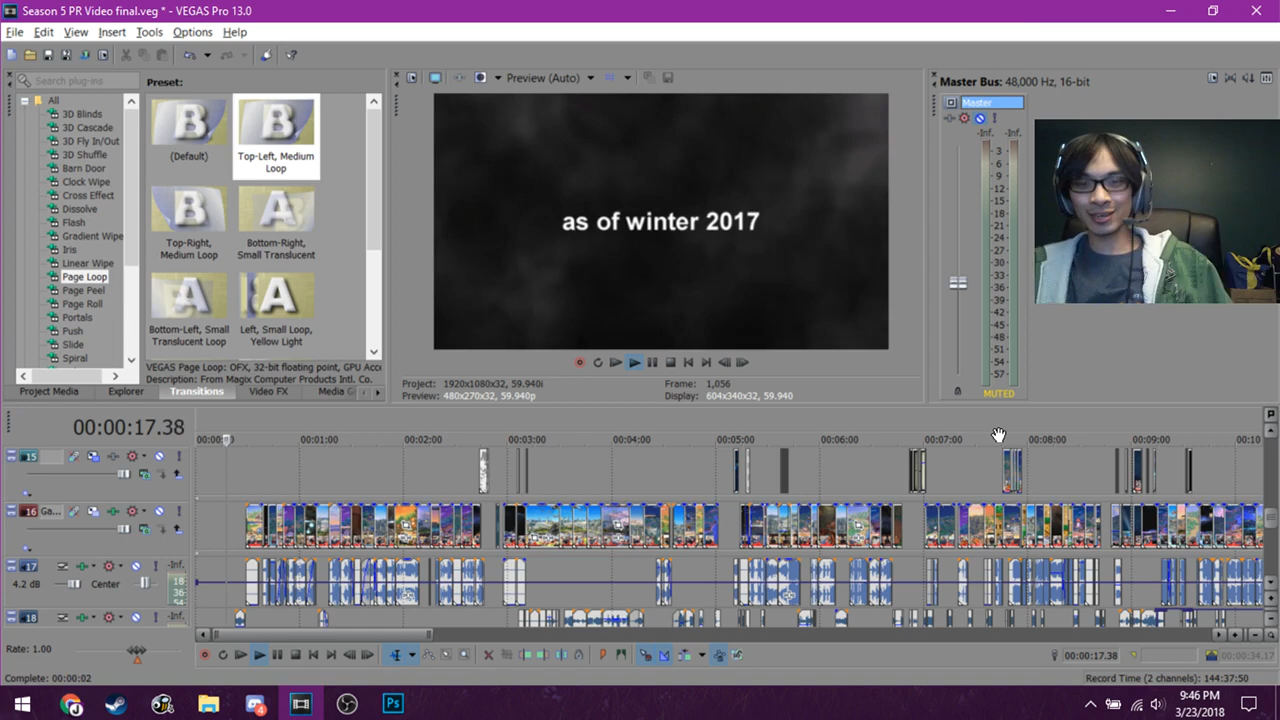 Season 5 PR Video final.veg * - VEGAS Pro 13.0
File Edit View Insert Tools Options Help
Search plug-ins
All
3D Blinds
3D Cascade
3D Fly In/Out
3D Shuffle
Barn Door
Clock Wipe
Cross Effect
Dissolve
Flash
Gradient Wipe
Iris
Linear Wipe
Page Loop
Page Peel
Page Roll
Portals
Push
Slide
Spiral
Preset:
(Default)
Top-Left, Medium
Loop
Top-Right,
Medium Loop
Bottom-Right,
Small Translucent
Bottom-Left, Small
Translucent Loop
Left, Small Loop,
Yellow Light
VEGAS Page Loop: OFX, 32-bit floating point, GPU Acc
Description: From Magix Computer Products Intl. Co.
Project Media Explorer Transitions Video FX Media G
Preview (Auto)
as of winter 2017
Project: 1920x1080x32, 59.940i
Preview: 480x270x32, 59.940p
Frame: 1,056
Display: 604x340x32, 59.940
Master Bus: 48,000 Hz, 16-bit
Master
-Inf. -Inf.
3
6
9
12
15
18
21
24
27
30
33
36
39
42
45
48
51
54
57
MUTED
00:00:17.38
00:00 00:01:00 00:02:00 00:03:00 00:04:00 00:05:00 00:06:00 00:07:00 00:08:00 00:09:00 00:10
15
16 Ga...
17 -Inf.
4.2 dB Center 18
36
54
18 -Inf.
Rate: 1.00
00:00:17.38
00:00:34.17
Complete: 00:00:02
Record Time (2 channels): 144:37:50
4
Ps
9:46 PM
3/23/2018